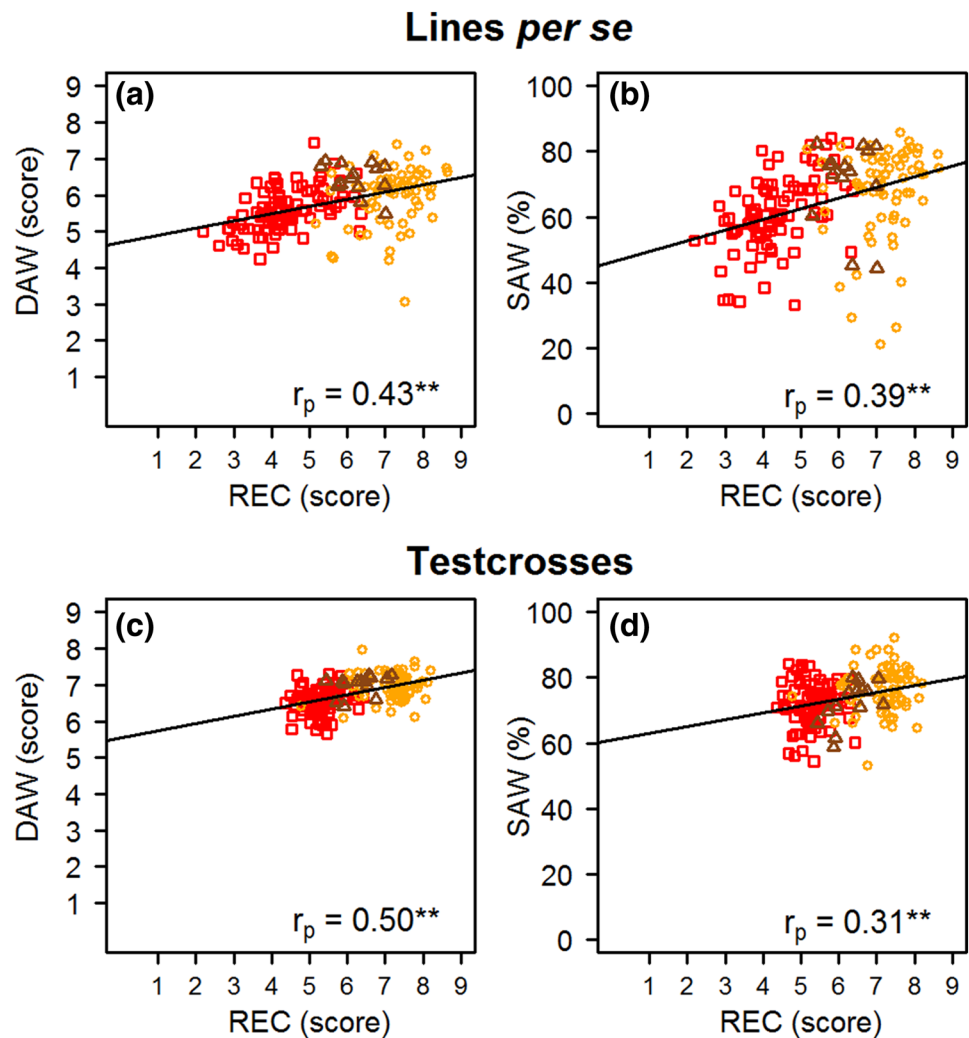 Lines per se
(a)
DAW (score)
9
8
7
6
5
4
3
2
1
r_p = 0.43**
1 2 3 4 5 6 7 8 9
REC (score)
(b)
SAW (%)
100
80
60
40
20
0
r_p = 0.39**
1 2 3 4 5 6 7 8 9
REC (score)
Testcrosses
(c)
DAW (score)
9
8
7
6
5
4
3
2
1
r_p = 0.50**
1 2 3 4 5 6 7 8 9
REC (score)
(d)
SAW (%)
100
80
60
40
20
0
r_p = 0.31**
1 2 3 4 5 6 7 8 9
REC (score)